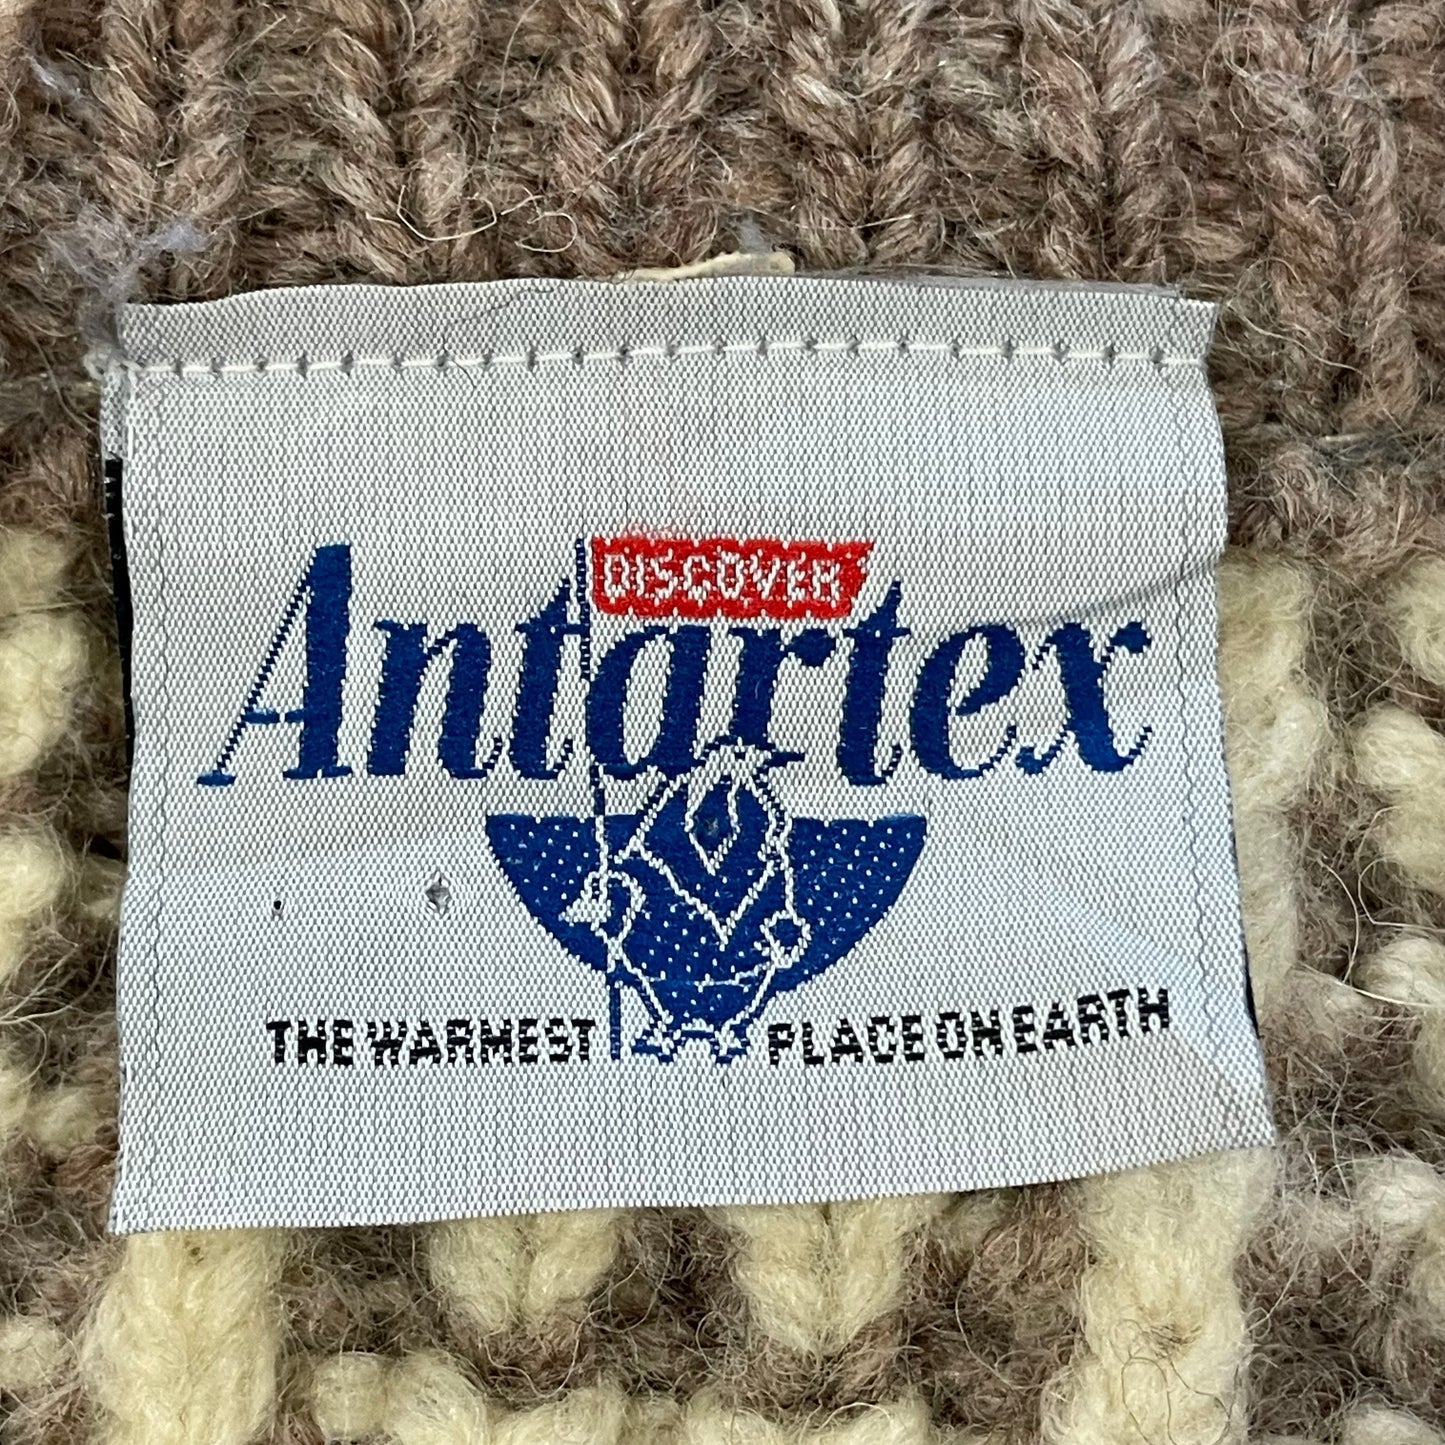 DISCOVER
Antartex
THE WARMEST PLACE ON EARTH